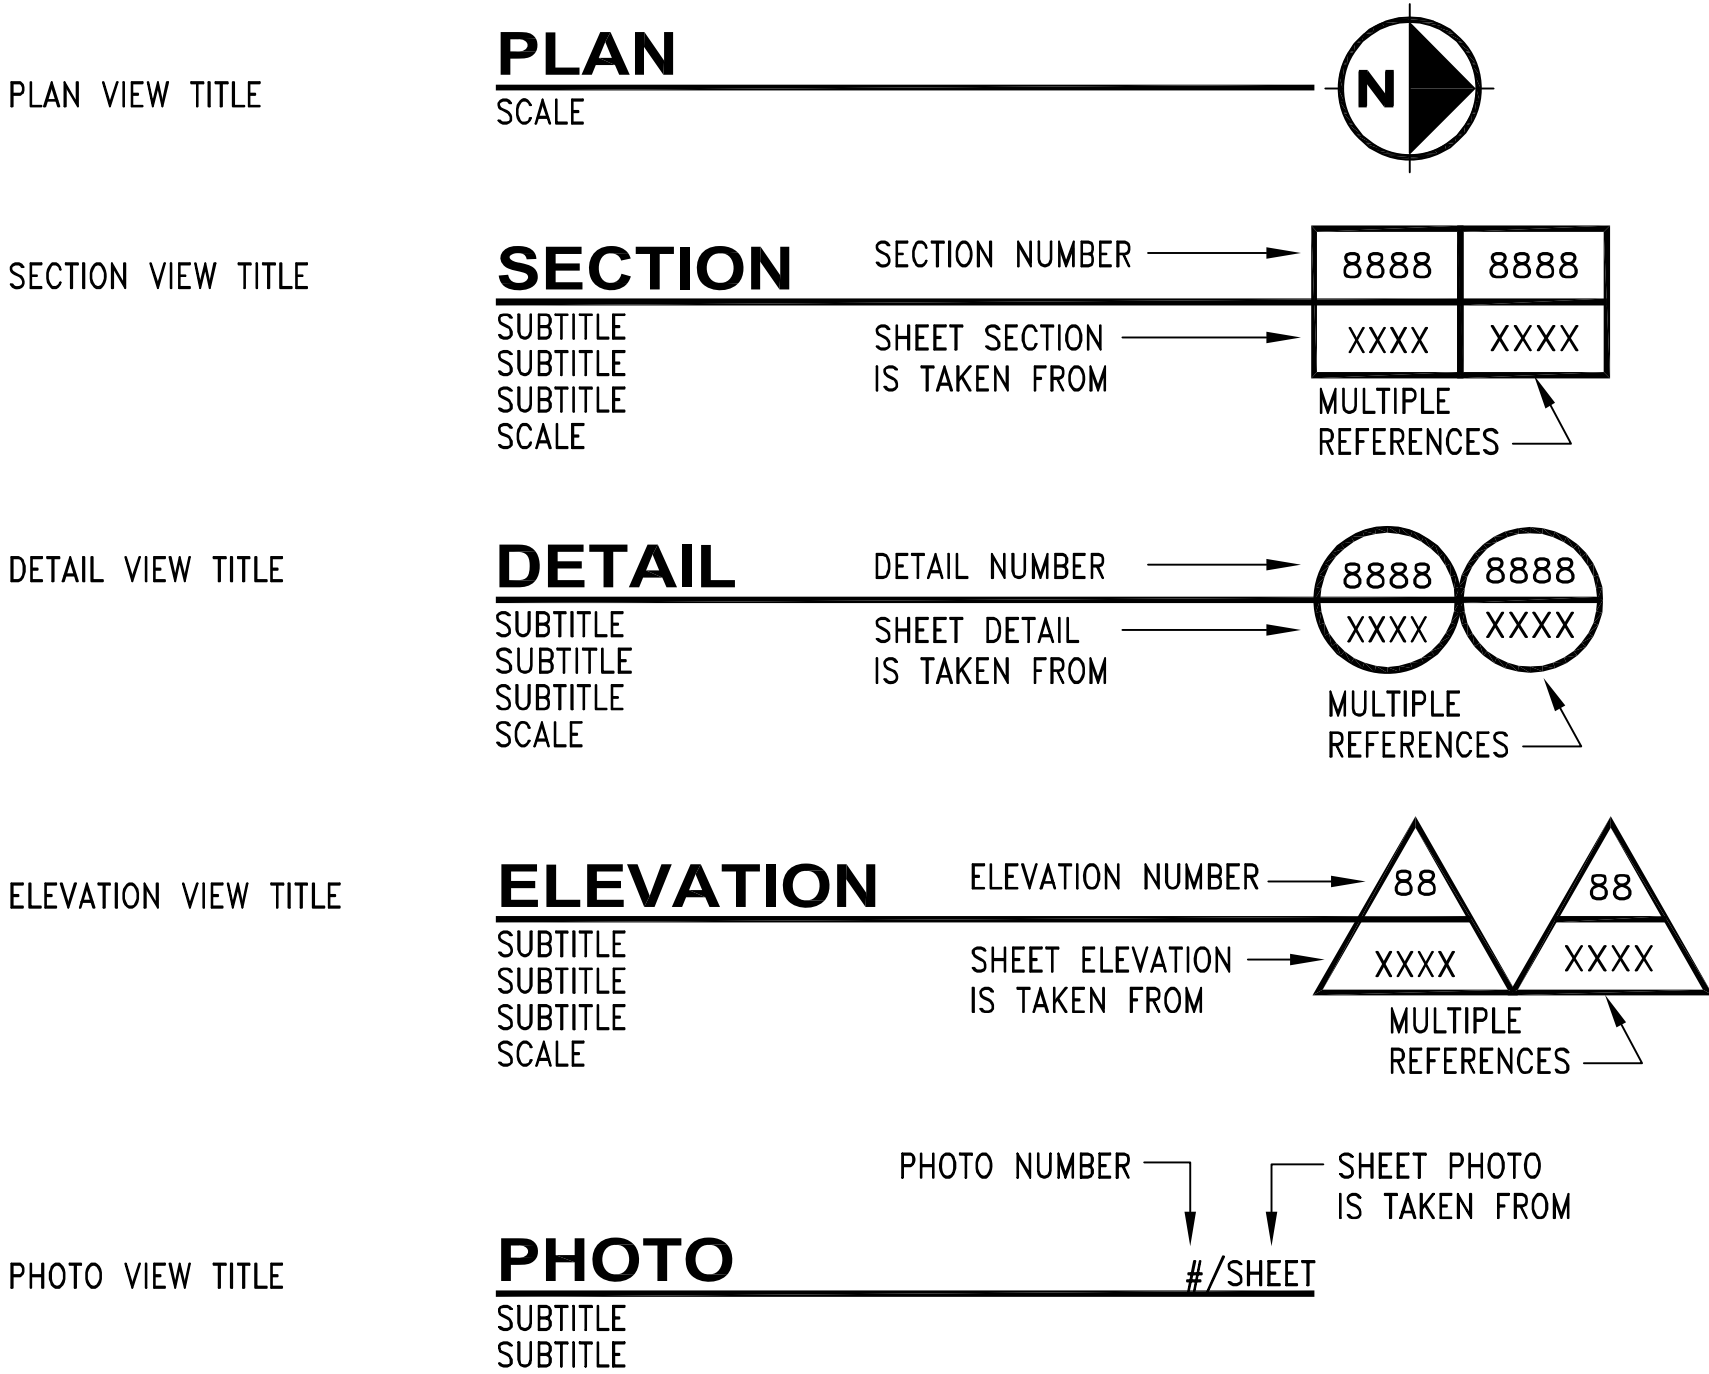 PLAN VIEW TITLE
PLAN
SCALE
N
SECTION VIEW TITLE
SECTION
SUBTITLE
SUBTITLE
SUBTITLE
SCALE
SECTION NUMBER
SHEET SECTION
IS TAKEN FROM
8888 8888
XXXX XXXX
MULTIPLE
REFERENCES
DETAIL VIEW TITLE
DETAIL
SUBTITLE
SUBTITLE
SUBTITLE
SCALE
DETAIL NUMBER
SHEET DETAIL
IS TAKEN FROM
8888 8888
XXXX XXXX
MULTIPLE
REFERENCES
ELEVATION VIEW TITLE
ELEVATION
SUBTITLE
SUBTITLE
SUBTITLE
SCALE
ELEVATION NUMBER
SHEET ELEVATION
IS TAKEN FROM
88 88
XXXX XXXX
MULTIPLE
REFERENCES
PHOTO VIEW TITLE
PHOTO
SUBTITLE
SUBTITLE
PHOTO NUMBER
SHEET PHOTO
IS TAKEN FROM
#/SHEET